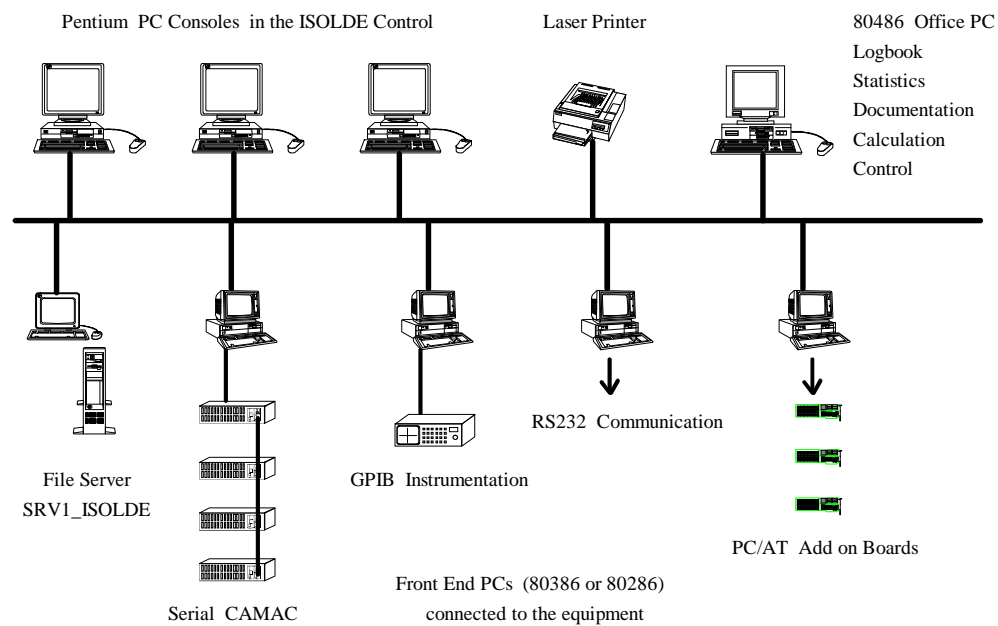 Pentium PC Consoles in the ISOLDE Control
Laser Printer
80486 Office PC
Logbook
Statistics
Documentation
Calculation
Control
File Server
SRV1_ISOLDE
Serial CAMAC
GPIB Instrumentation
RS232 Communication
PC/AT Add on Boards
Front End PCs (80386 or 80286)
connected to the equipment